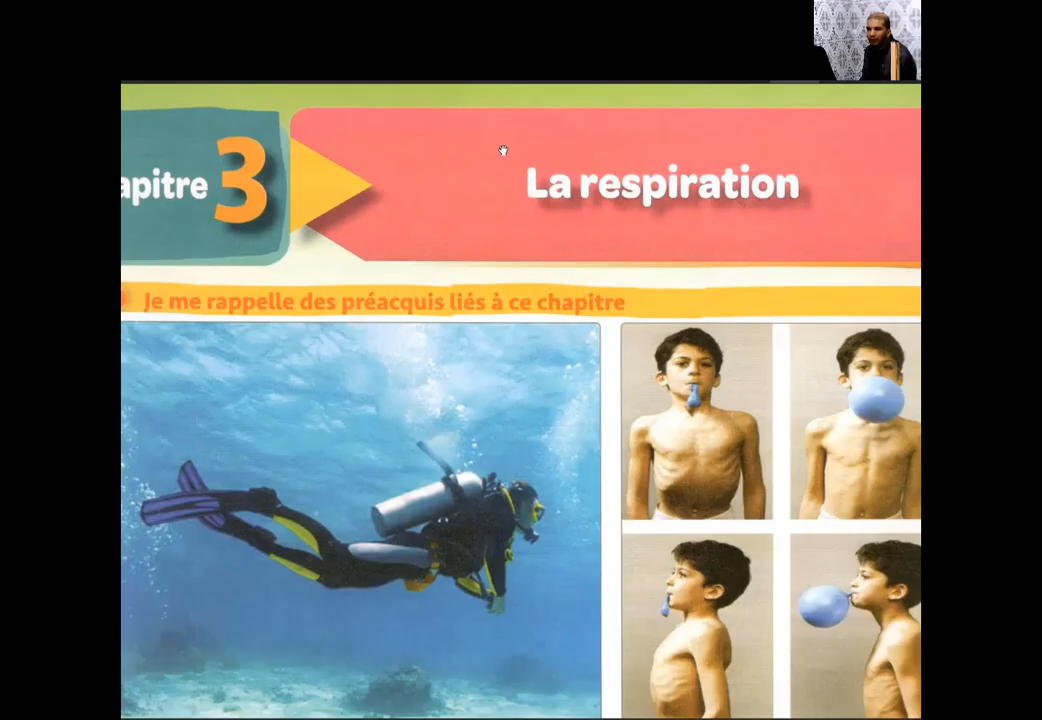 apitre 3
La respiration
Je me rappelle des préacquis liés à ce chapitre